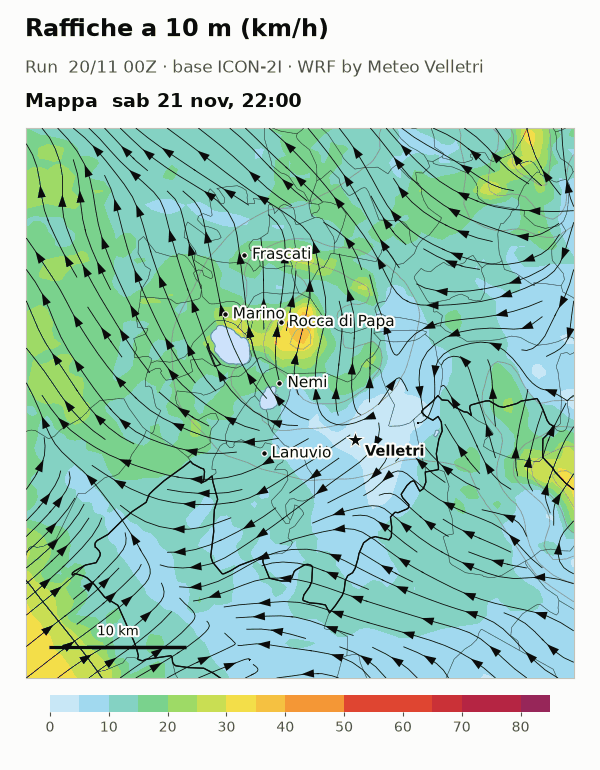 Raffiche a 10 m (km/h)
Run 20/11 00Z · base ICON-2I · WRF by Meteo Velletri
Mappa sab 21 nov, 22:00
Frascati
Marino
Rocca di Papa
Nemi
Lanuvio
Velletri
10 km
0 10 20 30 40 50 60 70 80